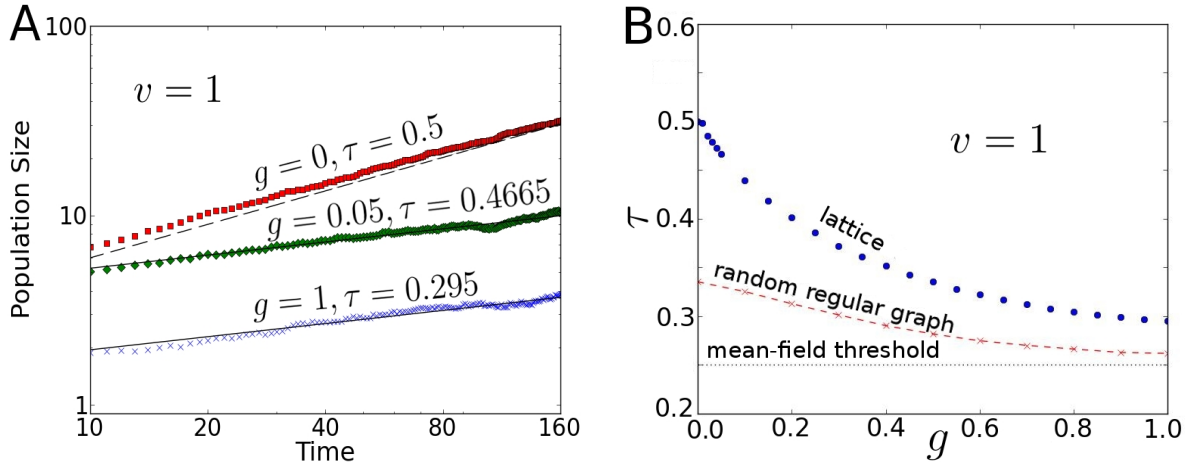 A
100
10
1
v = 1
g = 0, τ = 0.5
g = 0.05, τ = 0.4665
g = 1, τ = 0.295
Population Size
10
20
40
80
160
Time
B
0.6
0.5
0.4
0.3
0.2
τ
v = 1
lattice
random regular graph
mean-field threshold
0.0
0.2
0.4
0.6
0.8
1.0
g